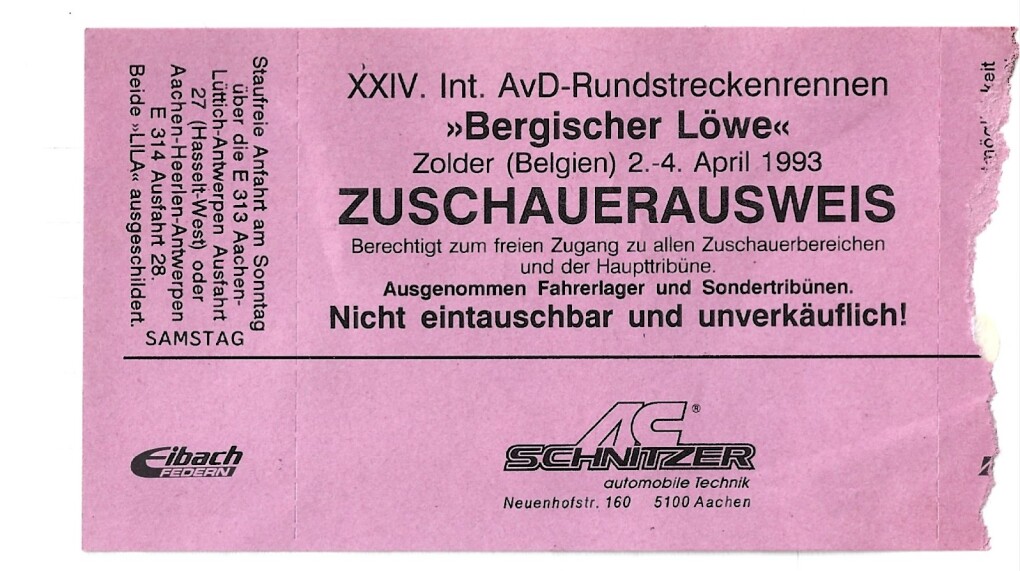 Staufreie Anfahrt am Sonntag
über die E 313 Aachen-
Lüttich-Antwerpen Ausfahrt
27 (Hasselt-West) oder
Aachen-Heerlen-Antwerpen
E 314 Ausfahrt 28.
Beide »LILA« ausgeschildert.
SAMSTAG
XXIV. Int. AvD-Rundstreckenrennen
»Bergischer Löwe«
Zolder (Belgien) 2.-4. April 1993
ZUSCHAUERAUSWEIS
Berechtigt zum freien Zugang zu allen Zuschauerbereichen
und der Haupttribüne.
Ausgenommen Fahrerlager und Sondertribünen.
Nicht eintauschbar und unverkäuflich!
Eibach
FEDERN
AC ®
SCHNITZER
automobile Technik
Neuenhofstr. 160 5100 Aachen